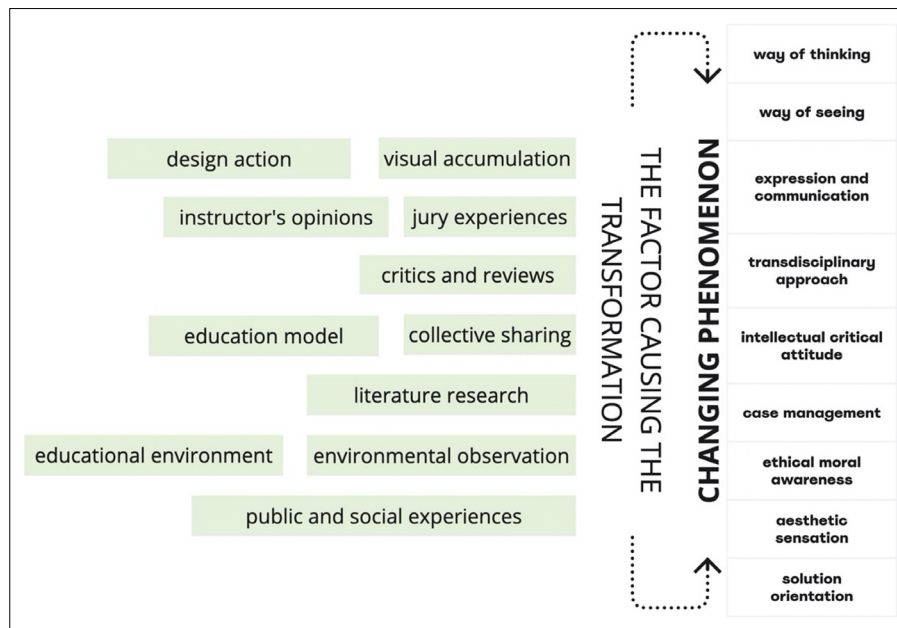 design action
visual accumulation
instructor's opinions
jury experiences
critics and reviews
education model
collective sharing
literature research
educational environment
environmental observation
public and social experiences
THE FACTOR CAUSING THE
TRANSFORMATION
CHANGING PHENOMENON
way of thinking
way of seeing
expression and
communication
transdisciplinary
approach
intellectual critical
attitude
case management
ethical moral
awareness
aesthetic
sensation
solution
orientation